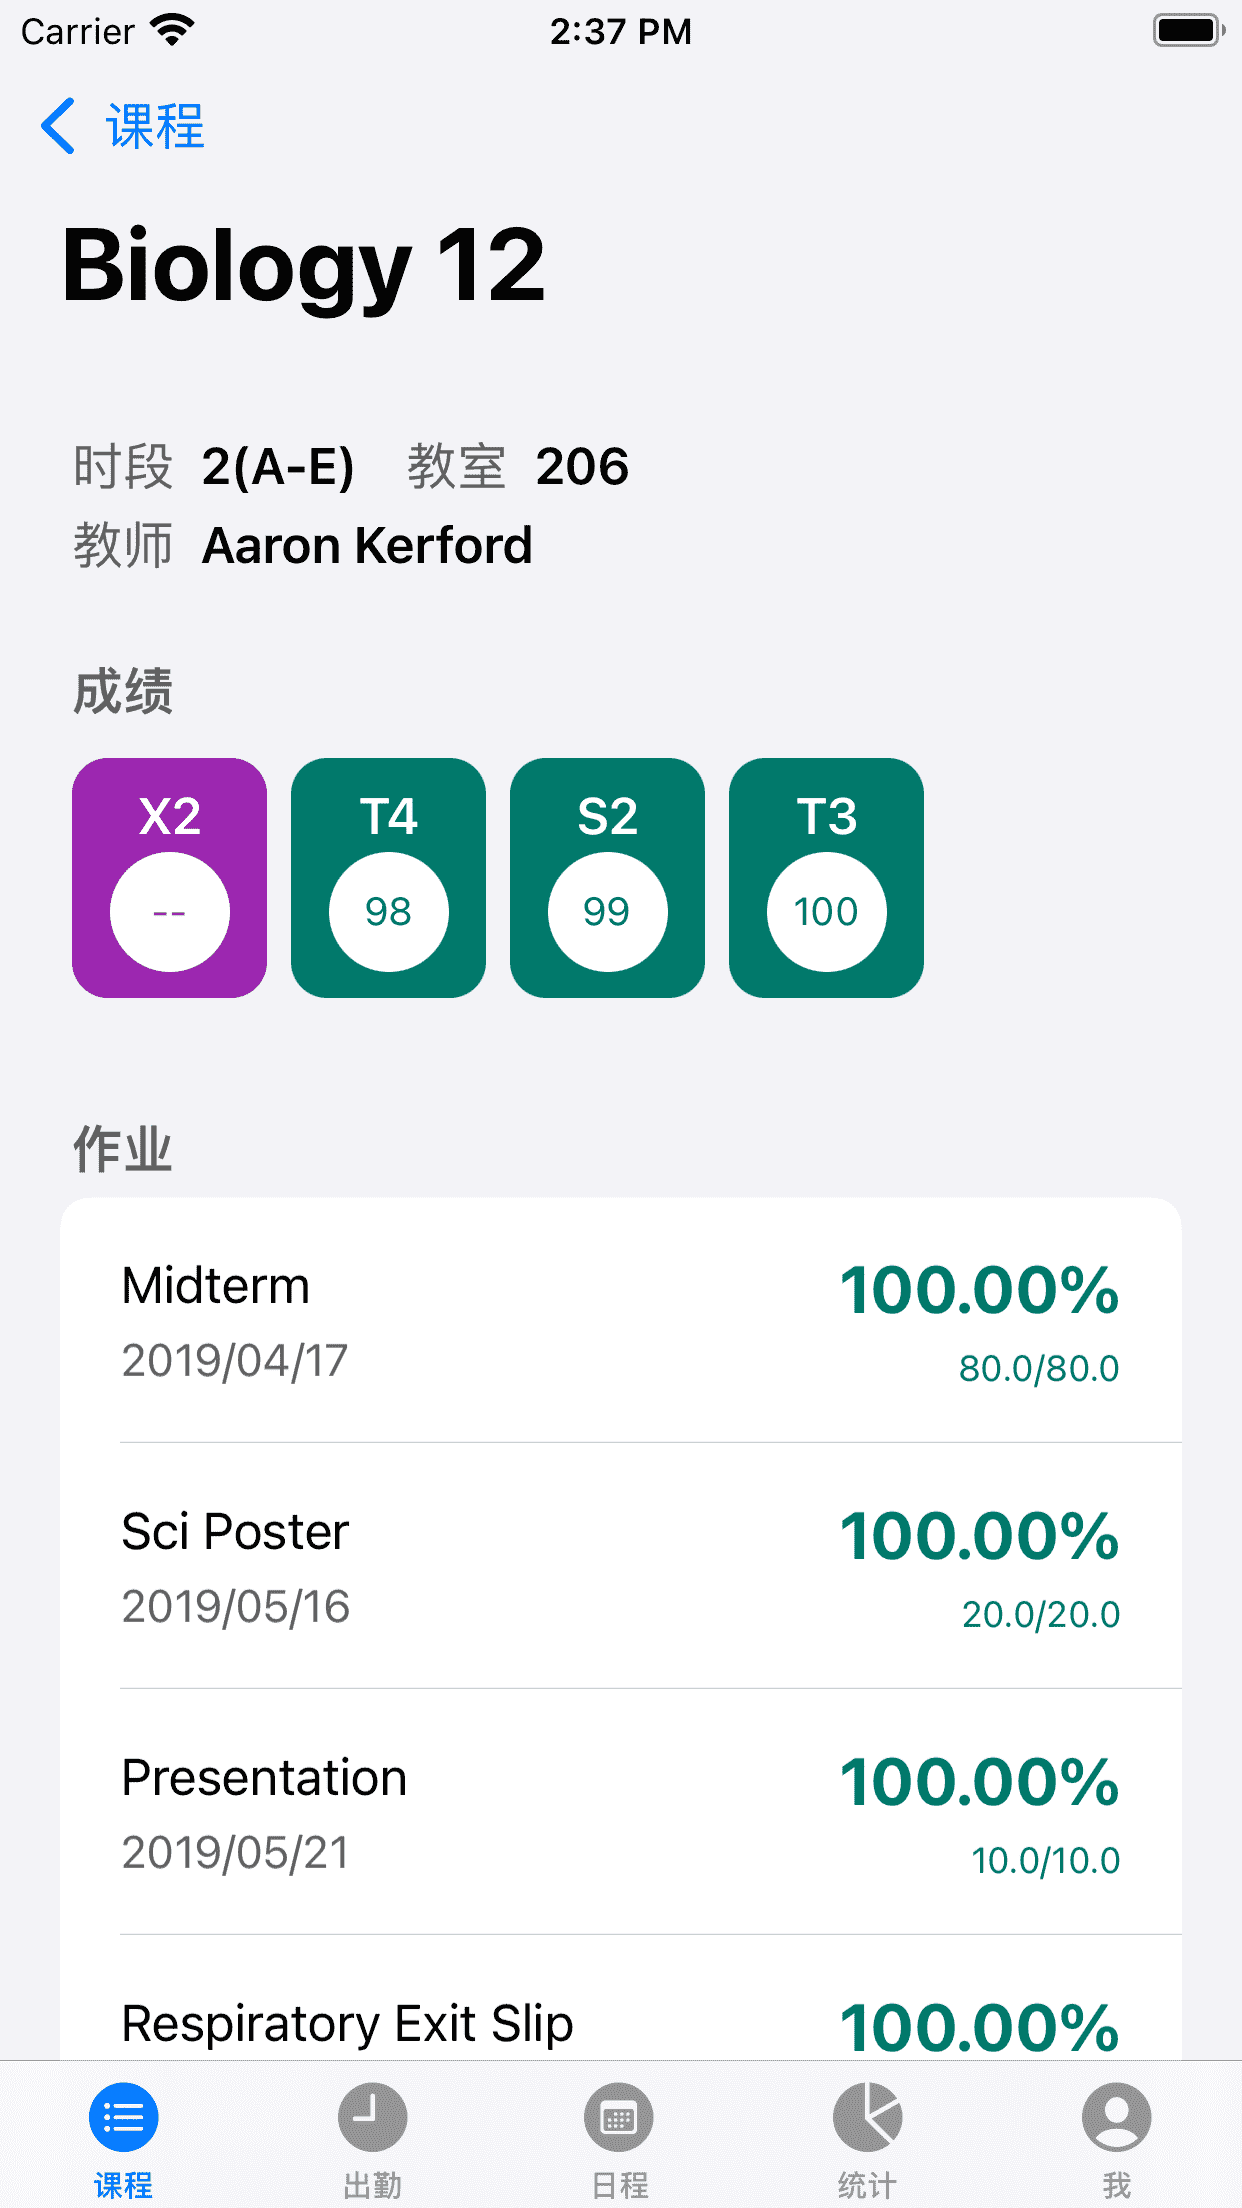 Carrier 2:37 PM
课程
Biology 12
时段 2(A-E) 教室 206
教师 Aaron Kerford
成绩
X2 T4 S2 T3
-- 98 99 100
作业
Midterm 100.00%
2019/04/17 80.0/80.0
Sci Poster 100.00%
2019/05/16 20.0/20.0
Presentation 100.00%
2019/05/21 10.0/10.0
Respiratory Exit Slip 100.00%
课程 出勤 日程 统计 我